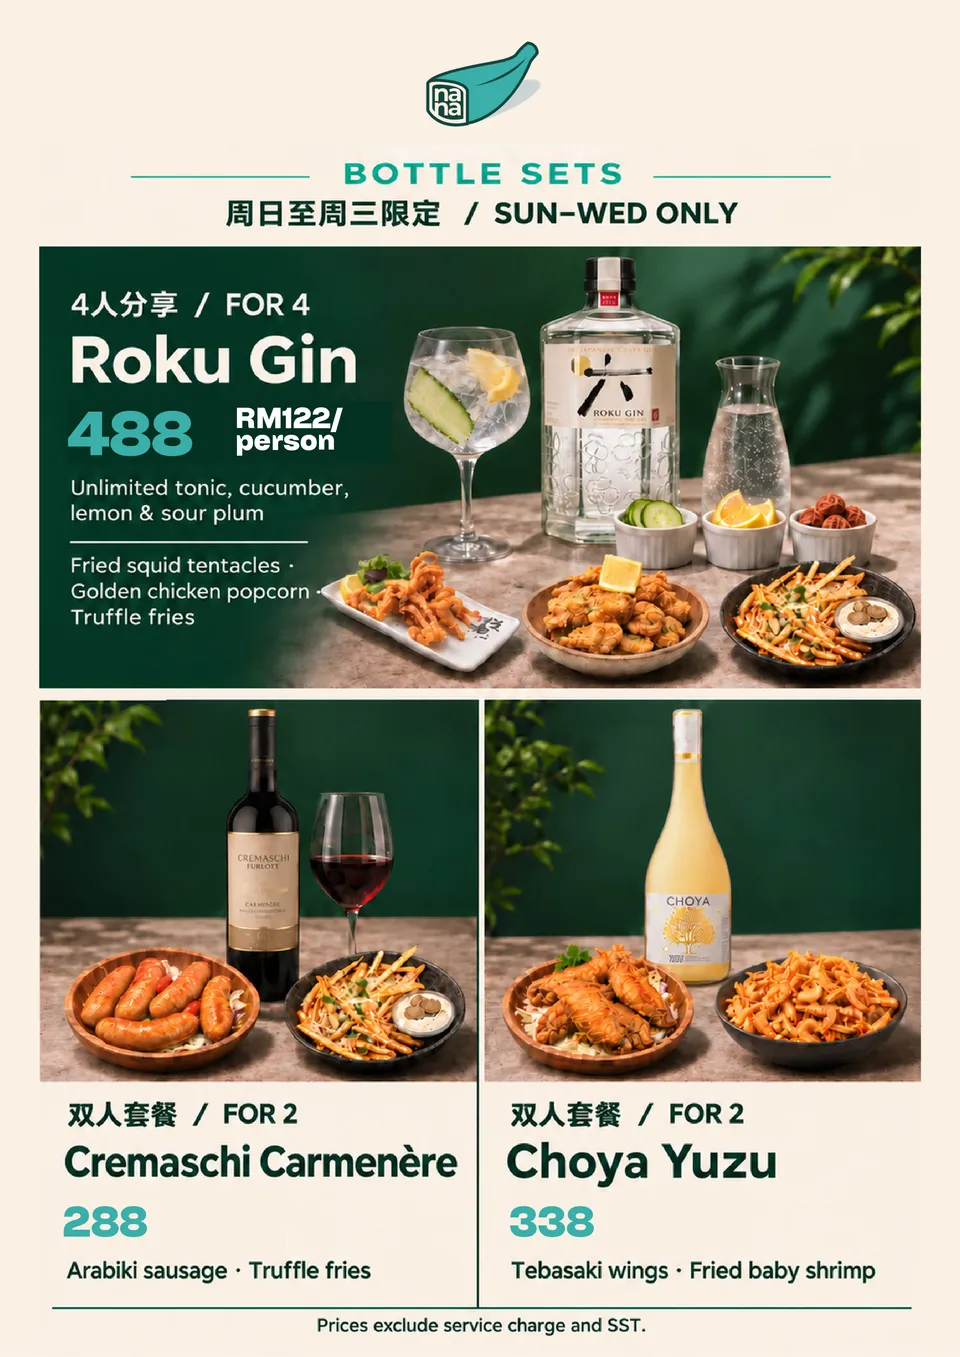 na
na
BOTTLE SETS
周日至周三限定 / SUN–WED ONLY
4人分享 / FOR 4
Roku Gin
488
RM122/
person
Unlimited tonic, cucumber,
lemon & sour plum
Fried squid tentacles ·
Golden chicken popcorn ·
Truffle fries
六
ROKU GIN
CREMASCHI
FURLOTT
CARMENERE
CHOYA
YUZU
双人套餐 / FOR 2
Cremaschi Carmenère
288
Arabiki sausage · Truffle fries
双人套餐 / FOR 2
Choya Yuzu
338
Tebasaki wings · Fried baby shrimp
Prices exclude service charge and SST.